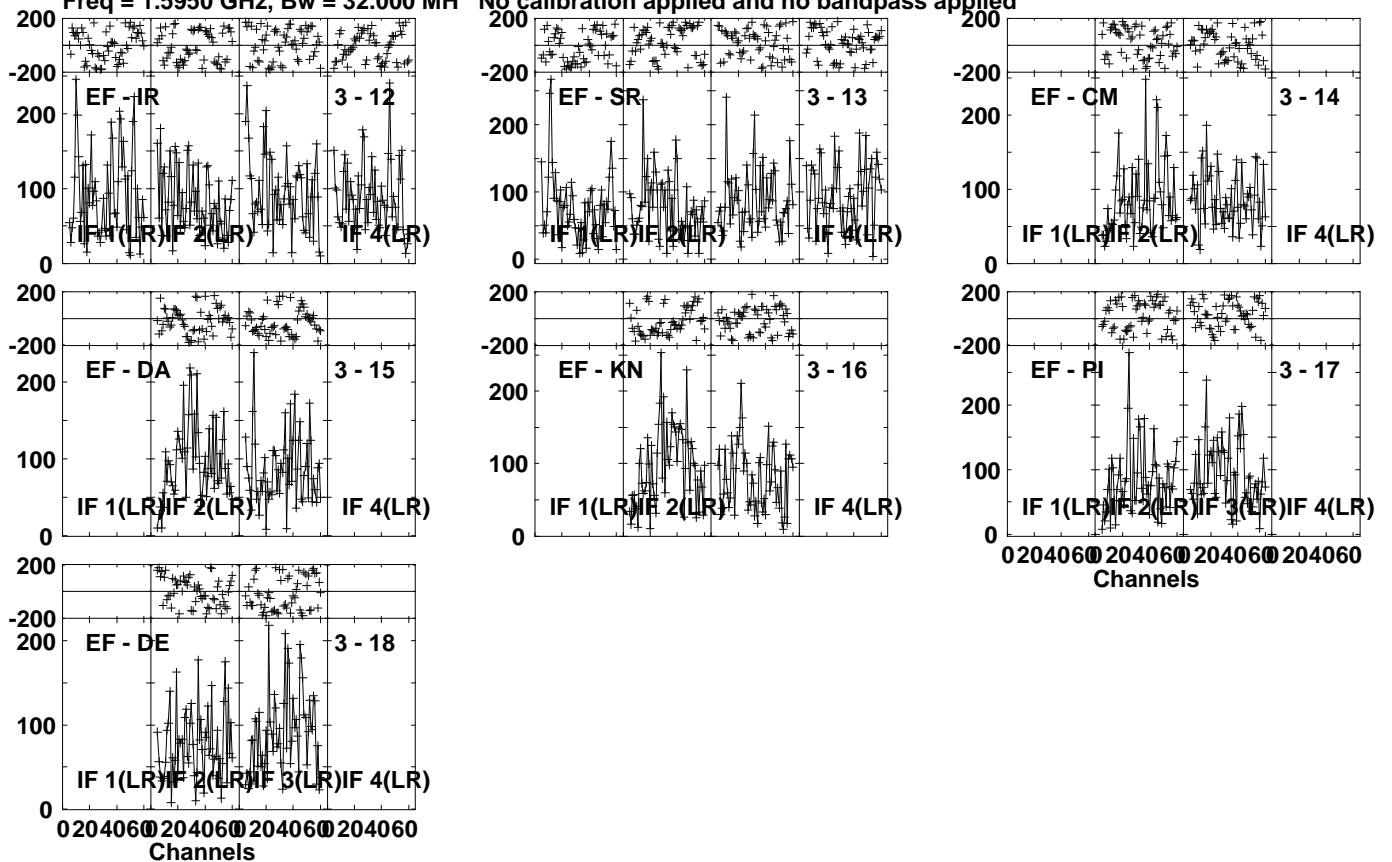 Freq = 1.5950 GHz, Bw = 32.000 MH No calibration applied and no bandpass applied
200 200 200
-200 -200 -200
EF - IR 3 - 12 EF - SR 3 - 13 EF - CM 3 - 14
200 200 200
100 100 100
IF 1(LR) IF 2(LR) IF 4(LR) IF 1(LR) IF 2(LR) IF 4(LR) IF 1(LR) IF 2(LR) IF 4(LR)
0 0 0
200 200 200
-200 -200 -200
EF - DA 3 - 15 EF - KN 3 - 16 EF - PI 3 - 17
200 200 200
100 100 100
IF 1(LR) IF 2(LR) IF 4(LR) IF 1(LR) IF 2(LR) IF 4(LR) IF 1(LR) IF 2(LR) IF 3(LR) IF 4(LR)
0 0 0
0 20 40 60 0 20 40 60 0 20 40 60 0 20 40 60
Channels
200
-200
EF - DE 3 - 18
200
100
IF 1(LR) IF 2(LR) IF 3(LR) IF 4(LR)
0
0 20 40 60 0 20 40 60 0 20 40 60 0 20 40 60
Channels